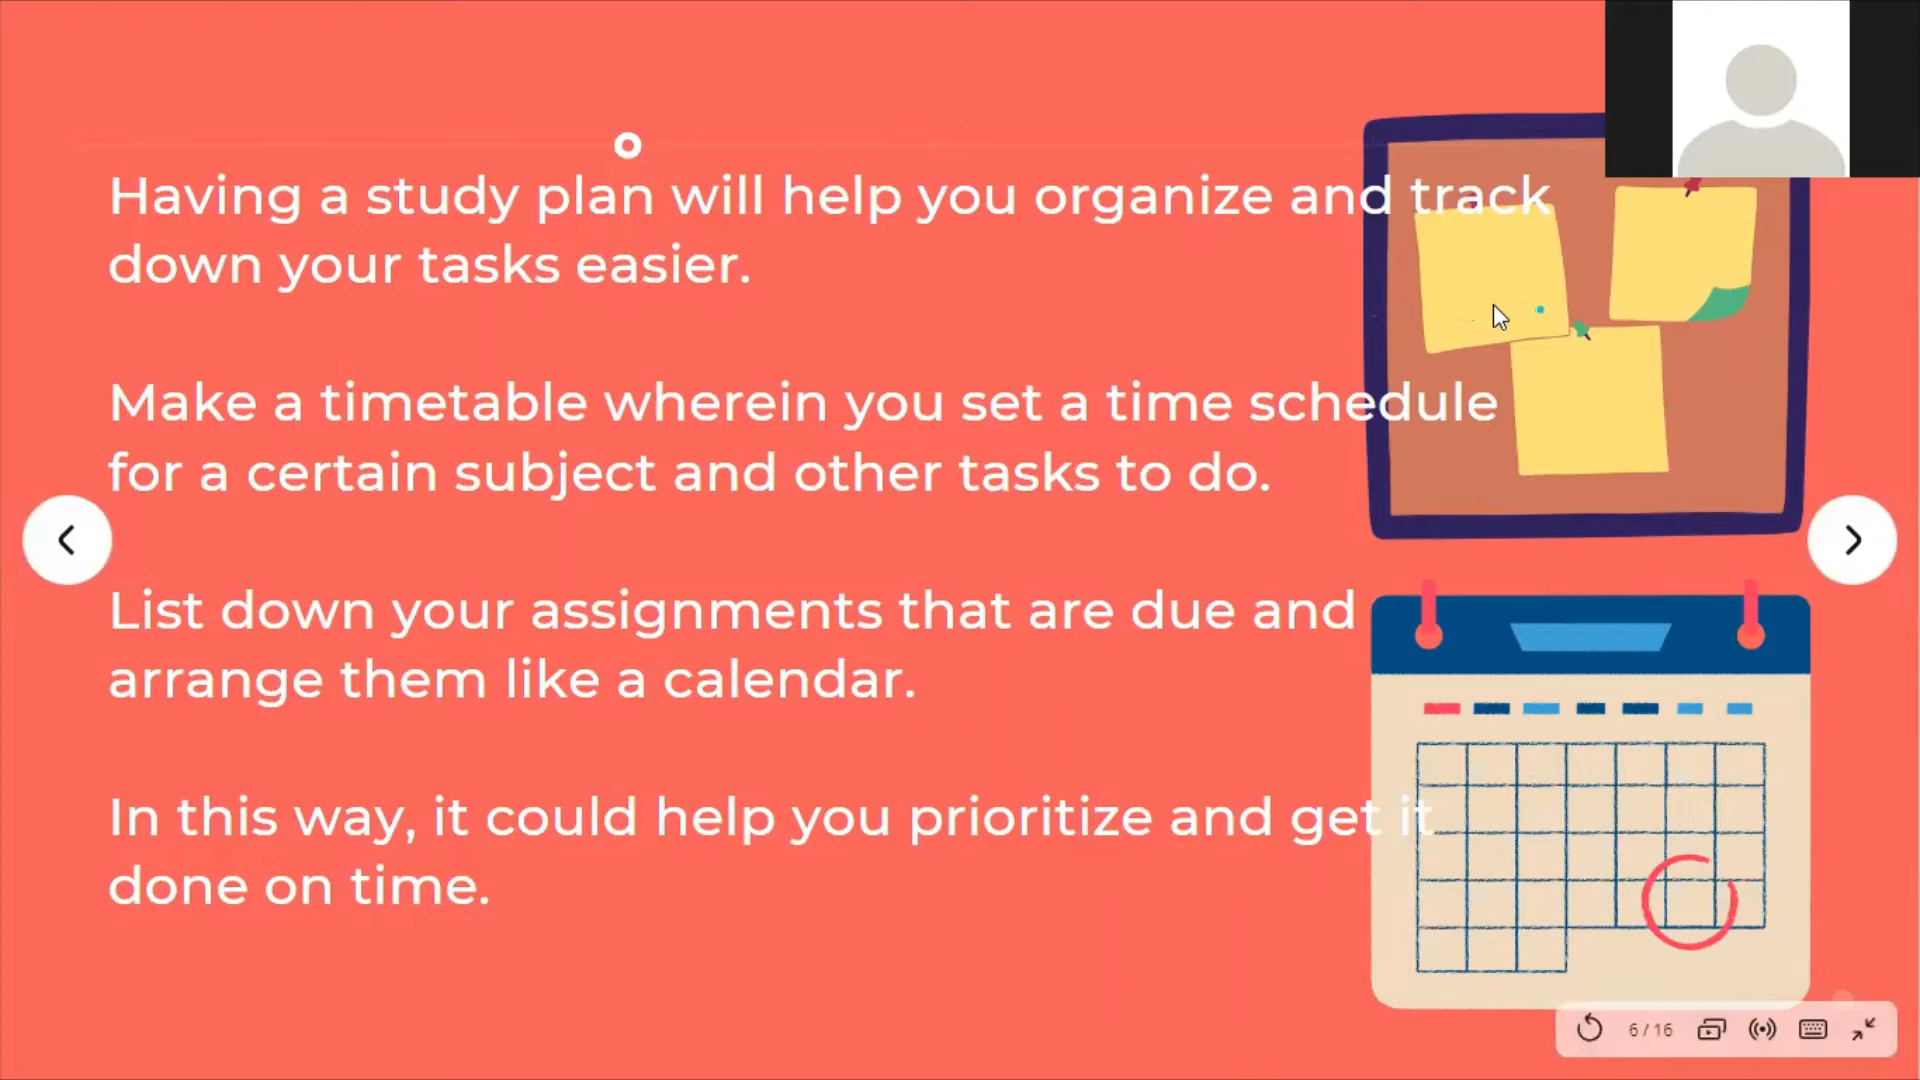 Having a study plan will help you organize and track
down your tasks easier.
Make a timetable wherein you set a time schedule
for a certain subject and other tasks to do.
List down your assignments that are due and
arrange them like a calendar.
In this way, it could help you prioritize and get it
done on time.
6 / 16